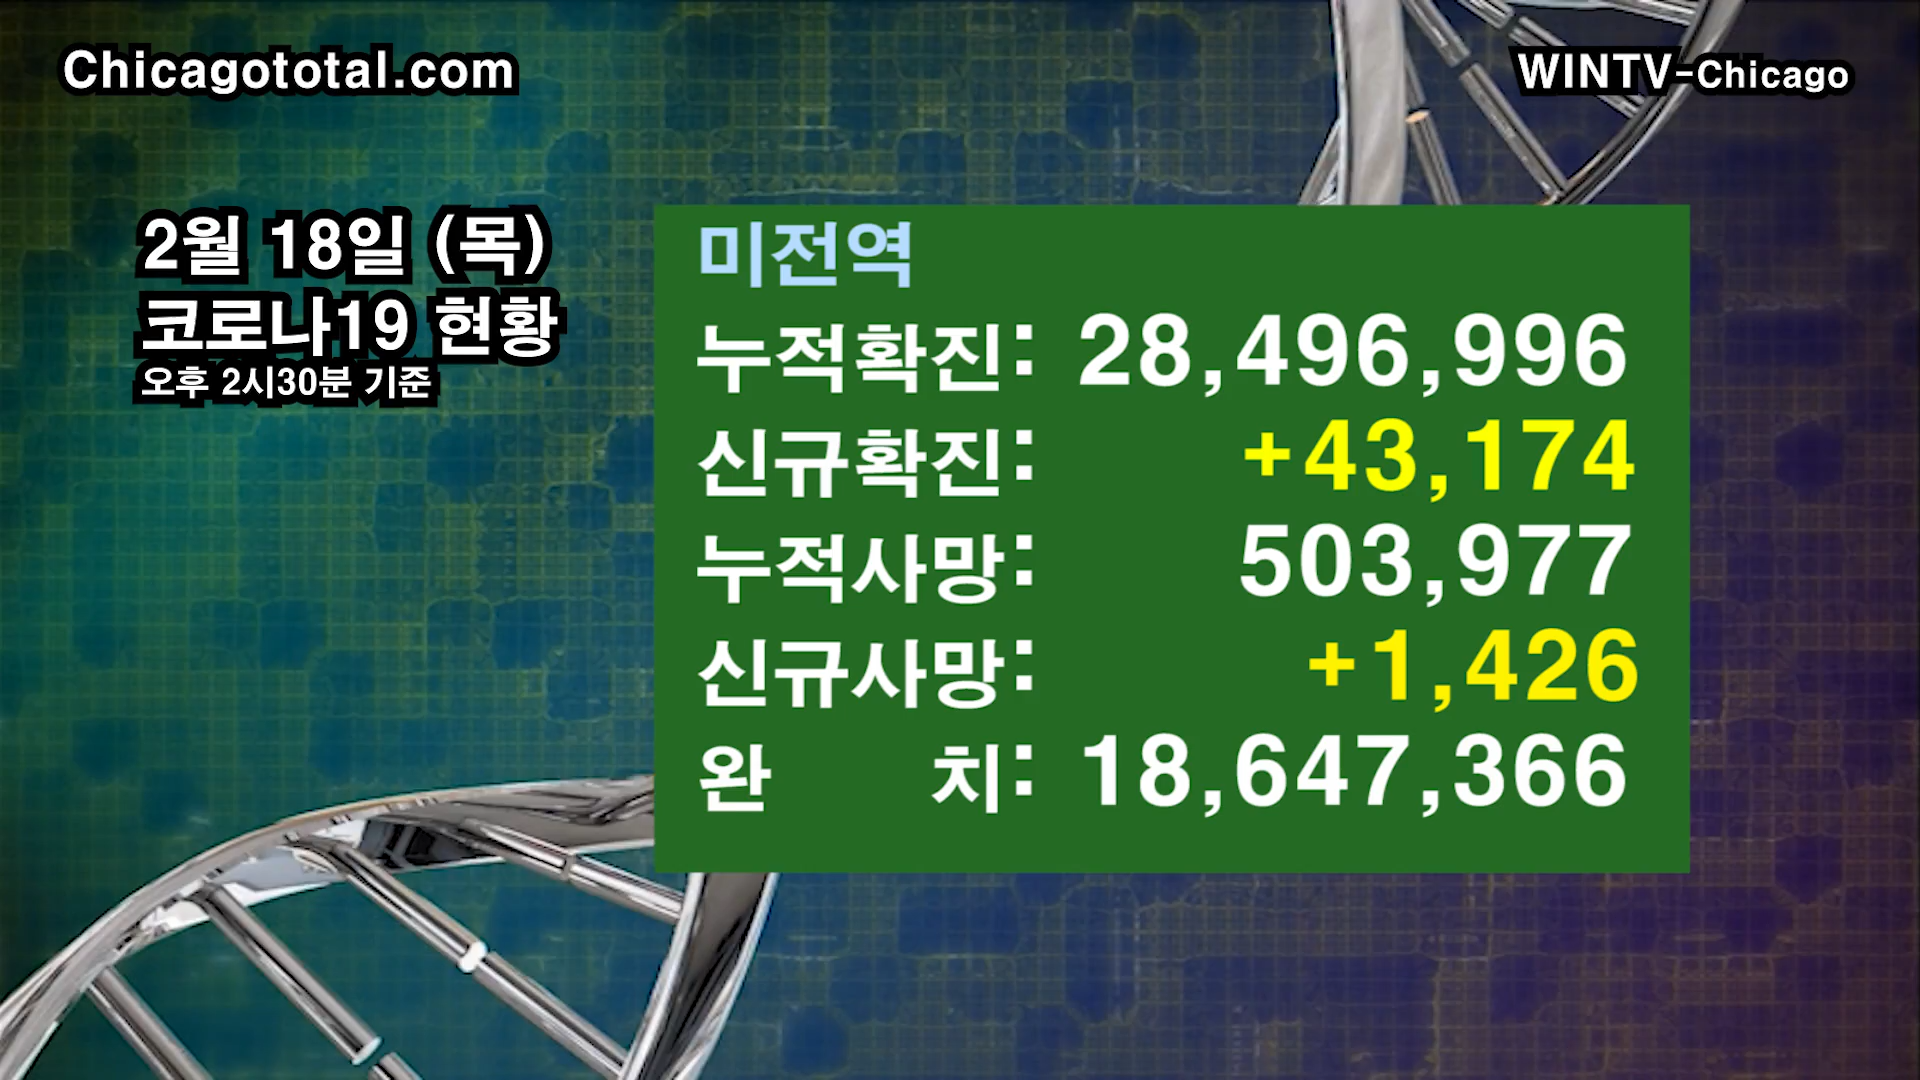 Chicagototal.com
WINTV-Chicago
2월 18일 (목)
코로나19 현황
오후 2시30분 기준
미전역
누적확진: 28,496,996
신규확진: +43,174
누적사망: 503,977
신규사망: +1,426
완 치: 18,647,366